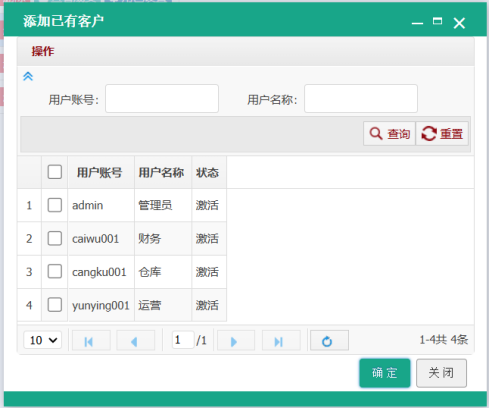 添加已有客户
操作
用户账号： 用户名称：
查询 重置
用户账号 用户名称 状态
1 admin 管理员 激活
2 caiwu001 财务 激活
3 cangku001 仓库 激活
4 yunying001 运营 激活
10 1 /1 1-4共 4条
确 定 关 闭